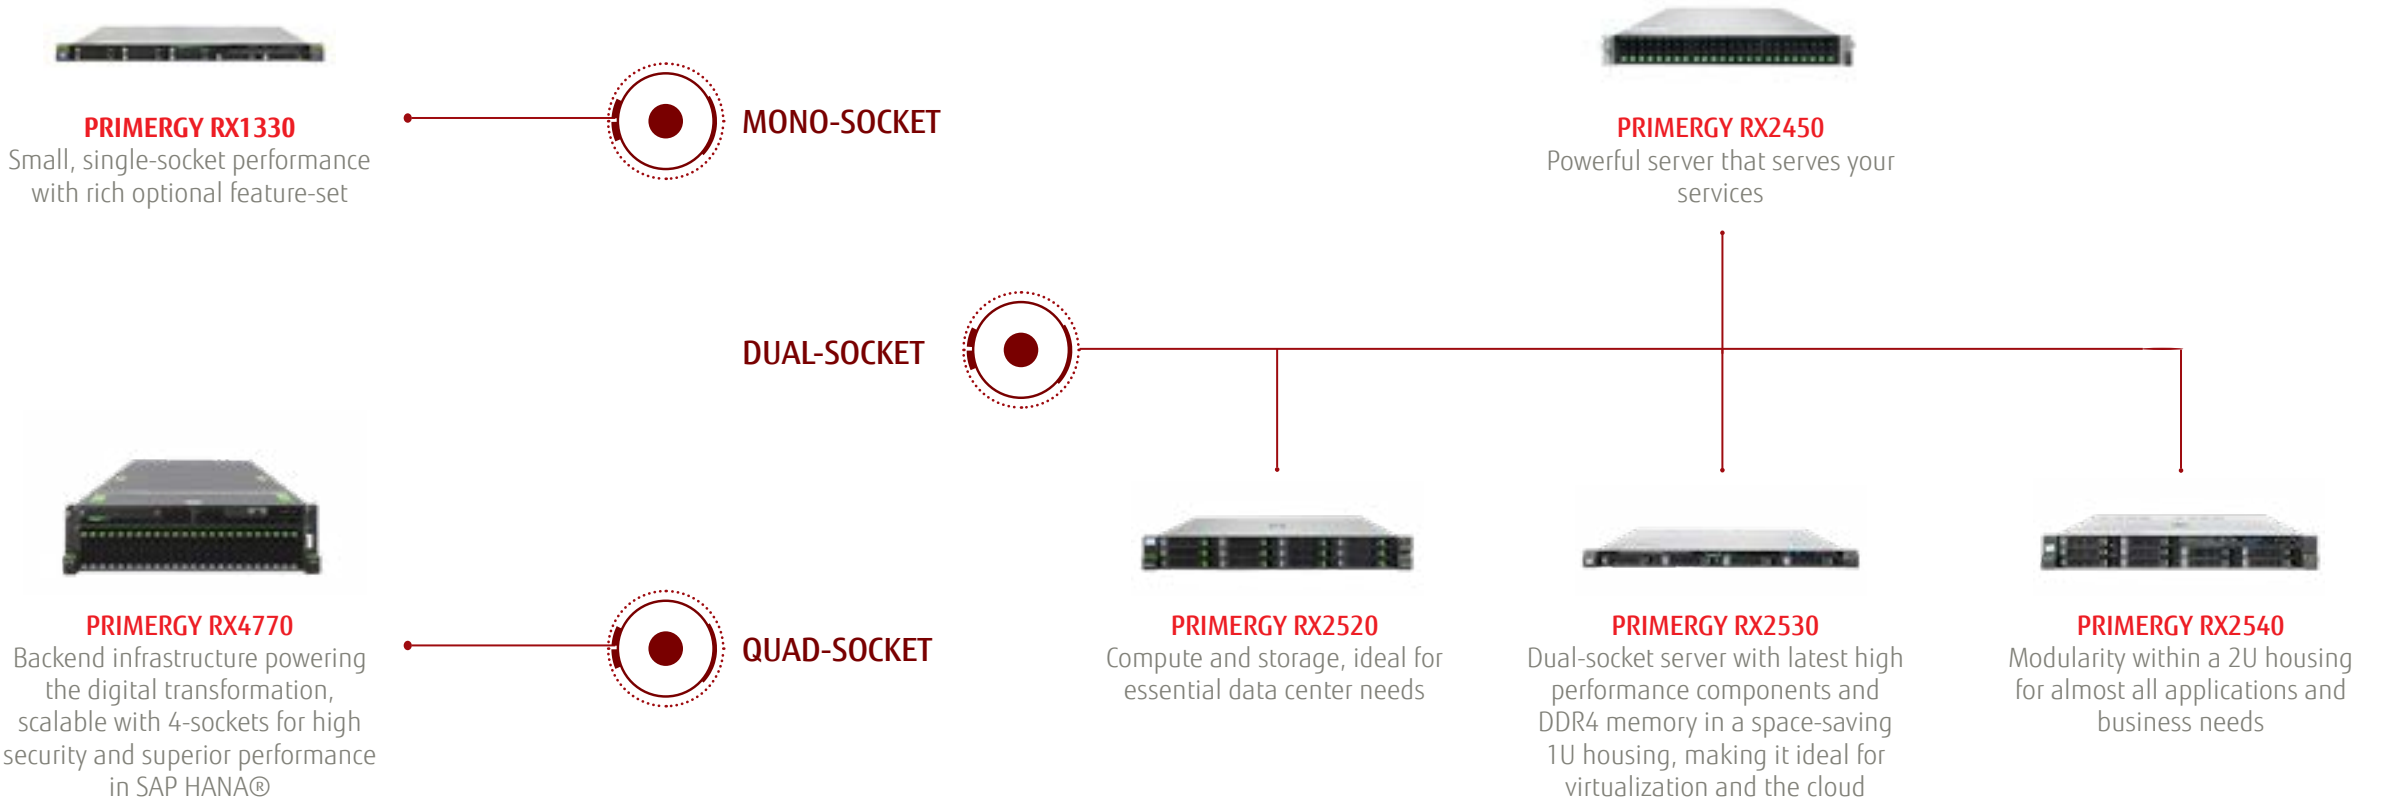 PRIMERGY RX1330
Small, single-socket performance
with rich optional feature-set
MONO-SOCKET
PRIMERGY RX2450
Powerful server that serves your
services
DUAL-SOCKET
PRIMERGY RX4770
Backend infrastructure powering
the digital transformation,
scalable with 4-sockets for high
security and superior performance
in SAP HANA®
QUAD-SOCKET
PRIMERGY RX2520
Compute and storage, ideal for
essential data center needs
PRIMERGY RX2530
Dual-socket server with latest high
performance components and
DDR4 memory in a space-saving
1U housing, making it ideal for
virtualization and the cloud
PRIMERGY RX2540
Modularity within a 2U housing
for almost all applications and
business needs